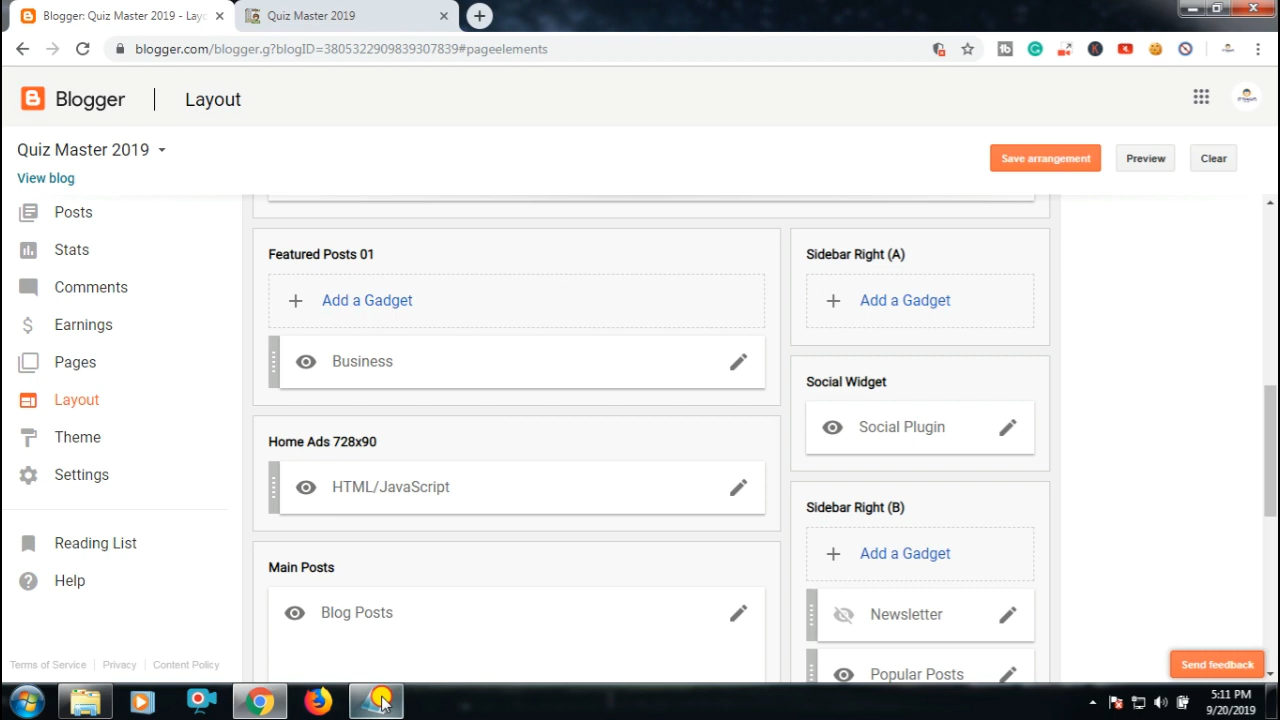 Blogger: Quiz Master 2019 - Layo
Quiz Master 2019
blogger.com/blogger.g?blogID=3805322909839307839#pageelements
Blogger
Layout
Quiz Master 2019
View blog
Save arrangement
Preview
Clear
Posts
Stats
Comments
Earnings
Pages
Layout
Theme
Settings
Reading List
Help
Terms of Service
Privacy
Content Policy
Featured Posts 01
Add a Gadget
Business
Home Ads 728x90
HTML/JavaScript
Main Posts
Blog Posts
Sidebar Right (A)
Add a Gadget
Social Widget
Social Plugin
Sidebar Right (B)
Add a Gadget
Newsletter
Popular Posts
Send feedback
5:11 PM
9/20/2019